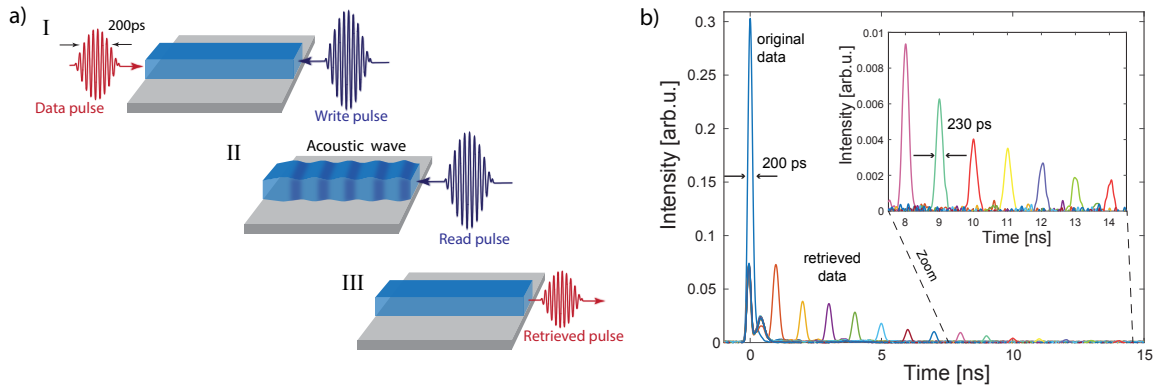 a)
I
200ps
Data pulse
Write pulse
II
Acoustic wave
Read pulse
III
Retrieved pulse
b)
Intensity [arb.u.]
0.3
0.25
0.2
0.15
0.1
0.05
0
original
data
200 ps
retrieved
data
Zoom
0
5
10
15
Time [ns]
Intensity [arb.u.]
0.01
0.008
0.006
0.004
0.002
0
230 ps
8
9
10
11
12
13
14
Time [ns]